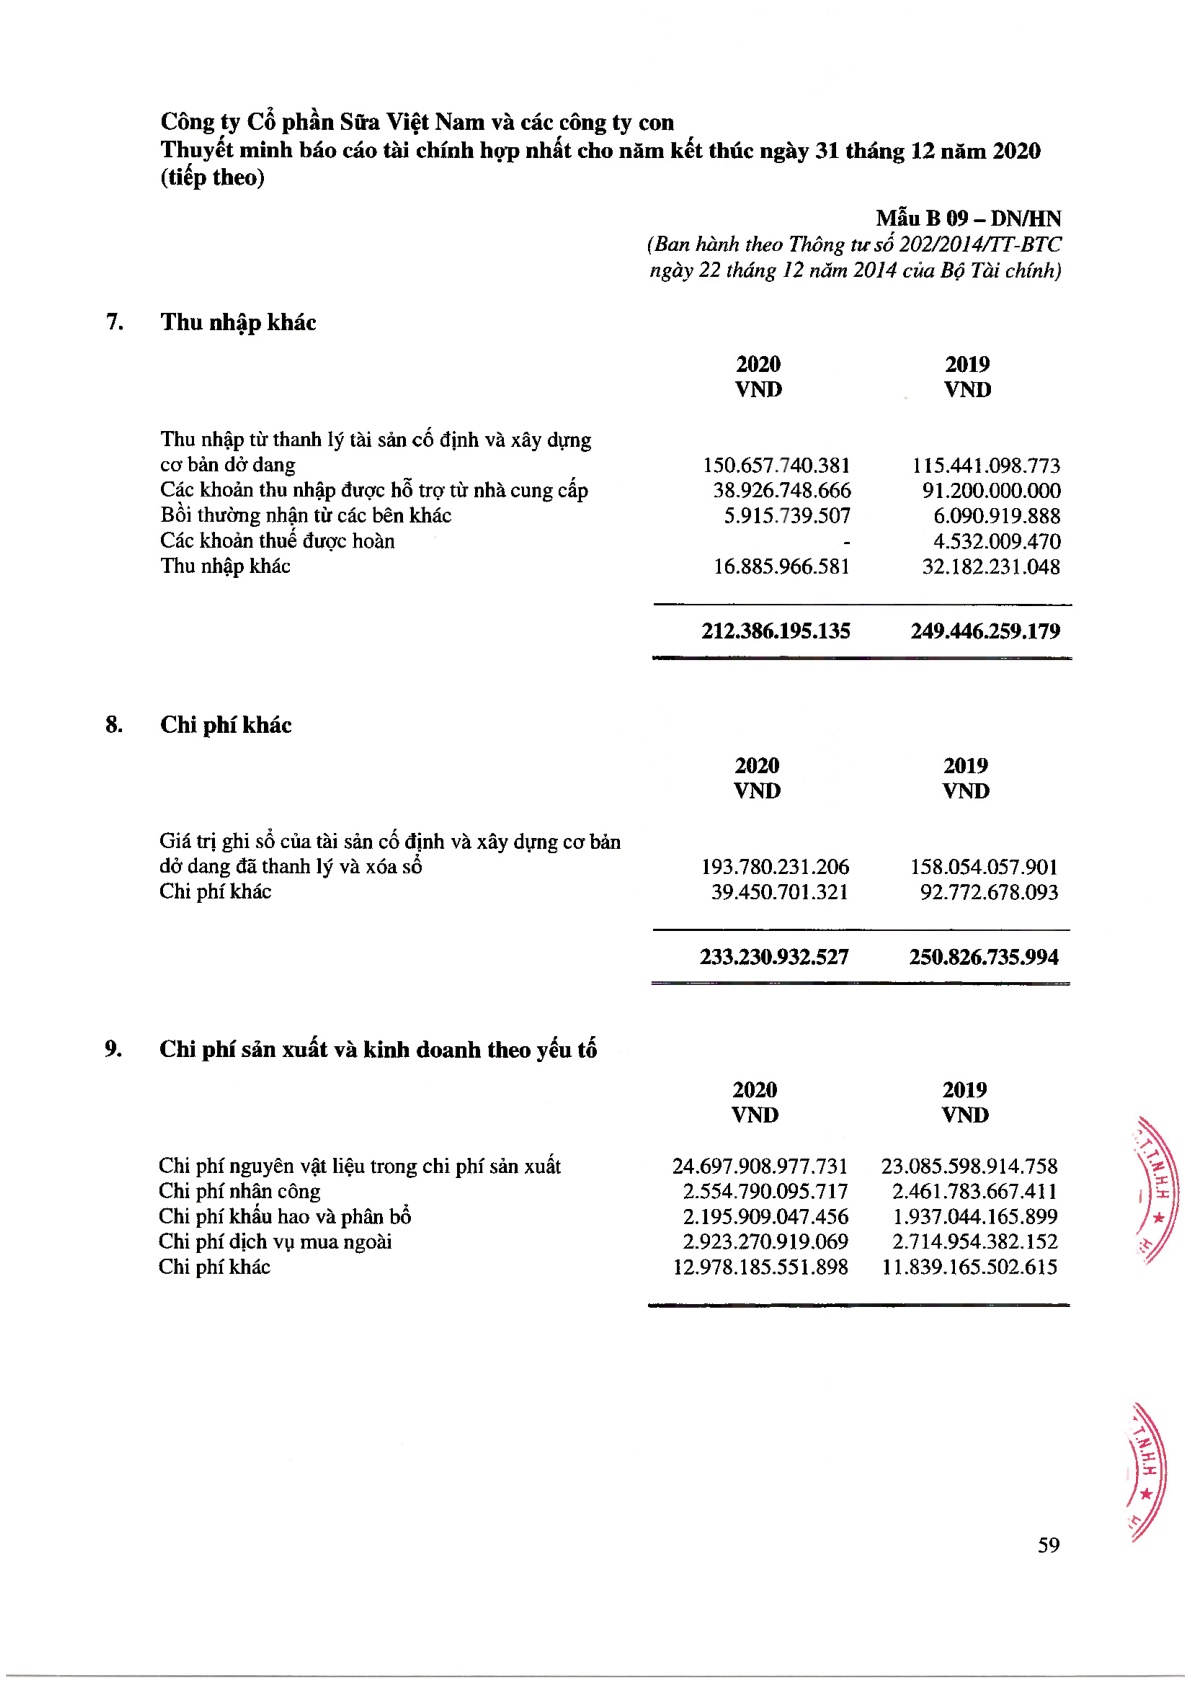 Công ty Cổ phần Sữa Việt Nam và các công ty con
Thuyết minh báo cáo tài chính hợp nhất cho năm kết thúc ngày 31 tháng 12 năm 2020
(tiếp theo)
Mẫu B 09 – DN/HN
(Ban hành theo Thông tư số 202/2014/TT-BTC
ngày 22 tháng 12 năm 2014 của Bộ Tài chính)
7. Thu nhập khác
2020 2019
VND VND
Thu nhập từ thanh lý tài sản cố định và xây dựng
cơ bản dở dang 150.657.740.381 115.441.098.773
Các khoản thu nhập được hỗ trợ từ nhà cung cấp 38.926.748.666 91.200.000.000
Bồi thường nhận từ các bên khác 5.915.739.507 6.090.919.888
Các khoản thuế được hoàn - 4.532.009.470
Thu nhập khác 16.885.966.581 32.182.231.048
212.386.195.135 249.446.259.179
8. Chi phí khác
2020 2019
VND VND
Giá trị ghi sổ của tài sản cố định và xây dựng cơ bản
dở dang đã thanh lý và xóa sổ 193.780.231.206 158.054.057.901
Chi phí khác 39.450.701.321 92.772.678.093
233.230.932.527 250.826.735.994
9. Chi phí sản xuất và kinh doanh theo yếu tố
2020 2019
VND VND
Chi phí nguyên vật liệu trong chi phí sản xuất 24.697.908.977.731 23.085.598.914.758
Chi phí nhân công 2.554.790.095.717 2.461.783.667.411
Chi phí khấu hao và phân bổ 2.195.909.047.456 1.937.044.165.899
Chi phí dịch vụ mua ngoài 2.923.270.919.069 2.714.954.382.152
Chi phí khác 12.978.185.551.898 11.839.165.502.615
T.T.N.H.H
T.N.H.H
59